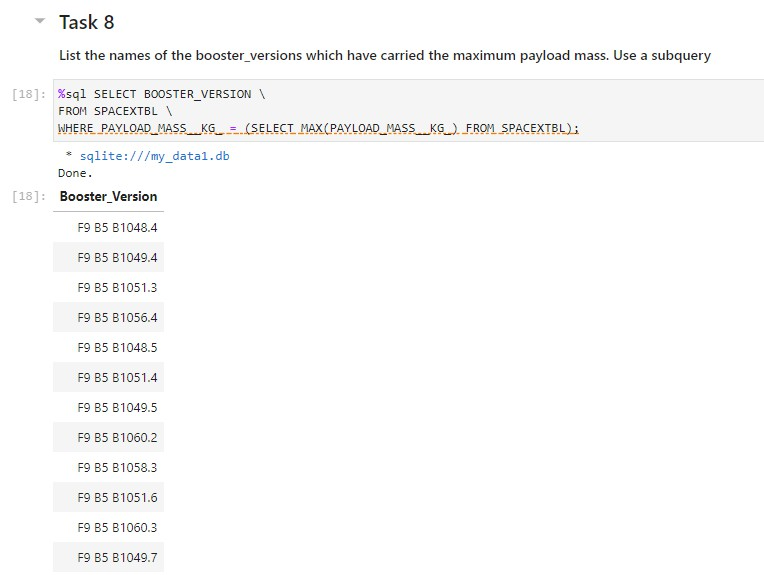 Task 8
List the names of the booster_versions which have carried the maximum payload mass. Use a subquery
[18]: %sql SELECT BOOSTER_VERSION \
FROM SPACEXTBL \
WHERE PAYLOAD_MASS__KG_ = (SELECT MAX(PAYLOAD_MASS__KG_) FROM SPACEXTBL);
* sqlite:///my_data1.db
Done.
[18]: Booster_Version
F9 B5 B1048.4
F9 B5 B1049.4
F9 B5 B1051.3
F9 B5 B1056.4
F9 B5 B1048.5
F9 B5 B1051.4
F9 B5 B1049.5
F9 B5 B1060.2
F9 B5 B1058.3
F9 B5 B1051.6
F9 B5 B1060.3
F9 B5 B1049.7